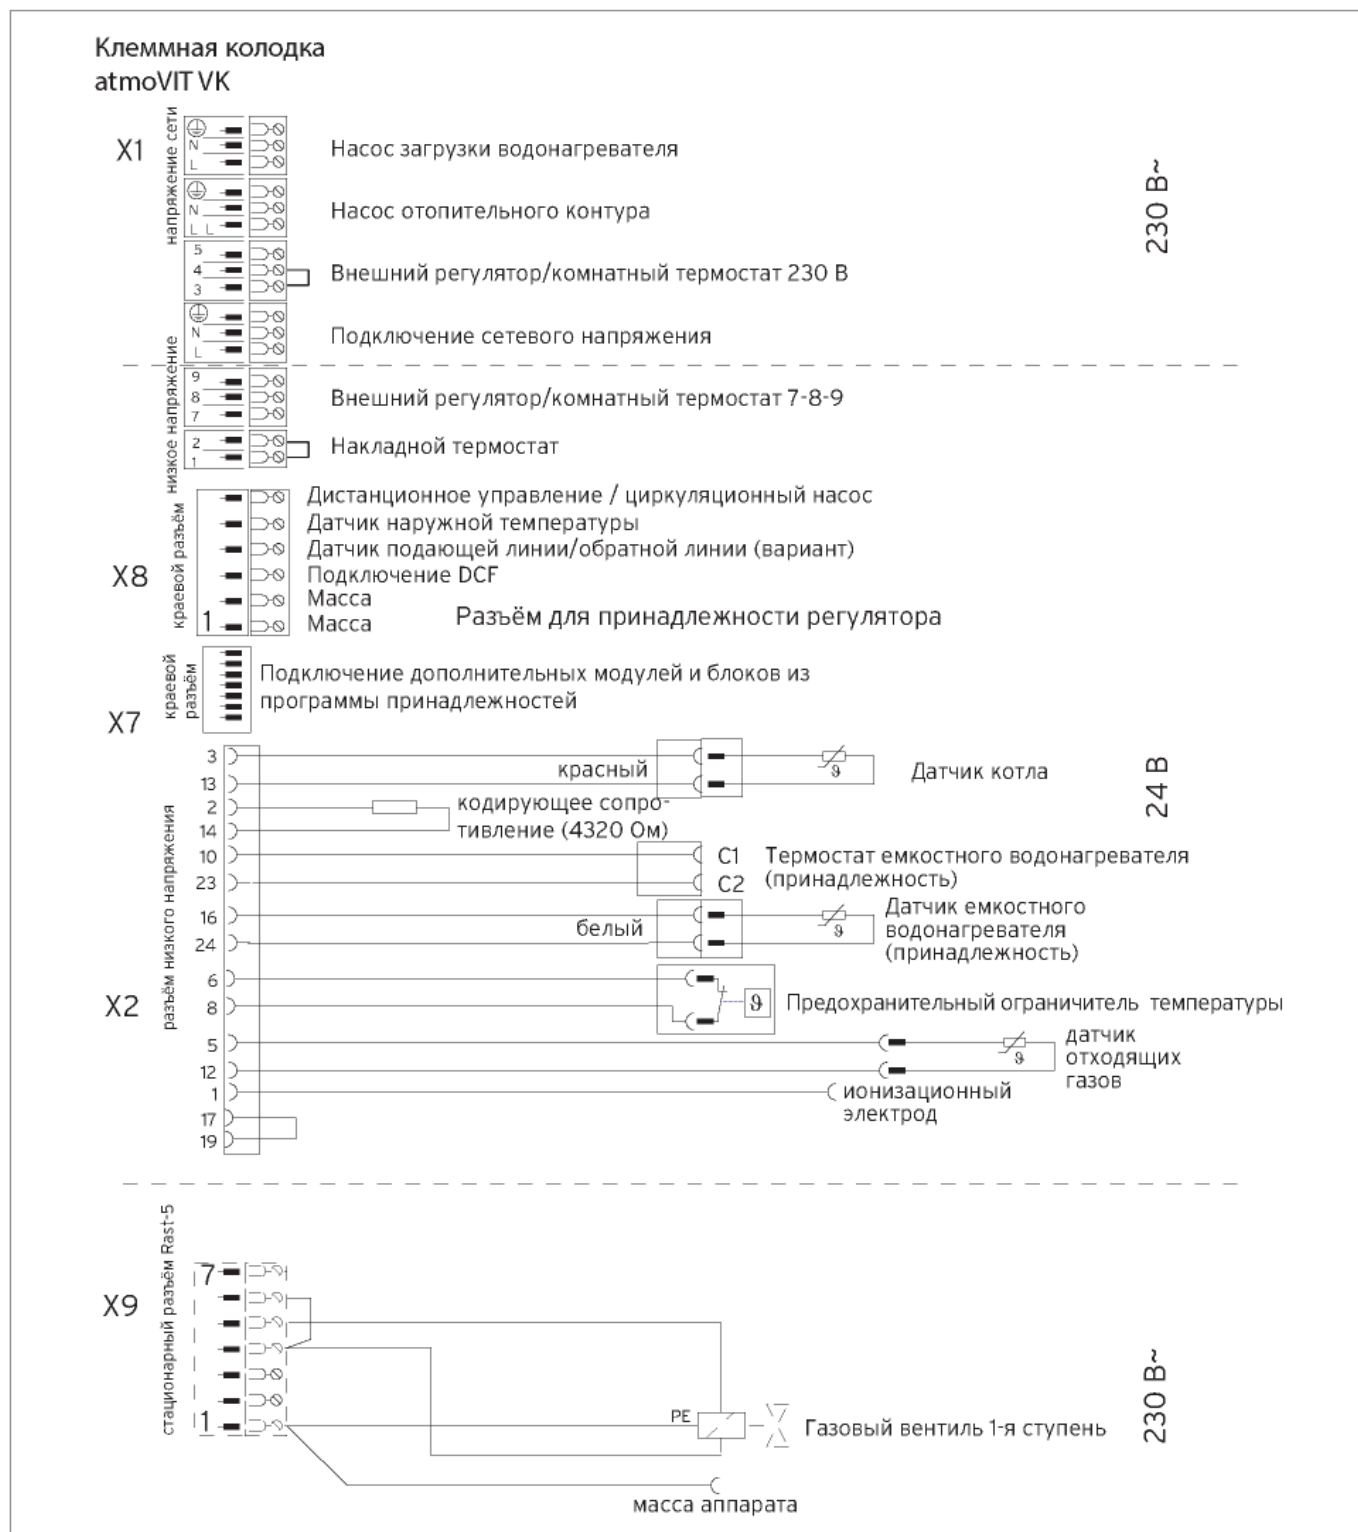 Клеммная колодка
atmoVIT VK
X1
напряжение сети
N
L
Насос загрузки водонагревателя
N
L L
Насос отопительного контура
5
4
3
Внешний регулятор/комнатный термостат 230 В
N
L
Подключение сетевого напряжения
230 В~
низкое напряжение
9
8
7
Внешний регулятор/комнатный термостат 7-8-9
2
1
Накладной термостат
X8
краевой разъём
1
Дистанционное управление / циркуляционный насос
Датчик наружной температуры
Датчик подающей линии/обратной линии (вариант)
Подключение DCF
Масса
Масса
Разъём для принадлежности регулятора
X7
краевой
разъём
Подключение дополнительных модулей и блоков из
программы принадлежностей
24 В
X2
разъём низкого напряжения
3
13
красный
ϑ
Датчик котла
2
14
кодирующее сопро-
тивление (4320 Ом)
10
23
C1
C2
Термостат емкостного водонагревателя
(принадлежность)
16
24
белый
ϑ
Датчик емкостного
водонагревателя
(принадлежность)
6
8
ϑ
Предохранительный ограничитель температуры
5
12
ϑ
датчик
отходящих
газов
1
ионизационный
электрод
17
19
X9
стационарный разъём Rast-5
7
1
PE
Газовый вентиль 1-я ступень
масса аппарата
230 В~